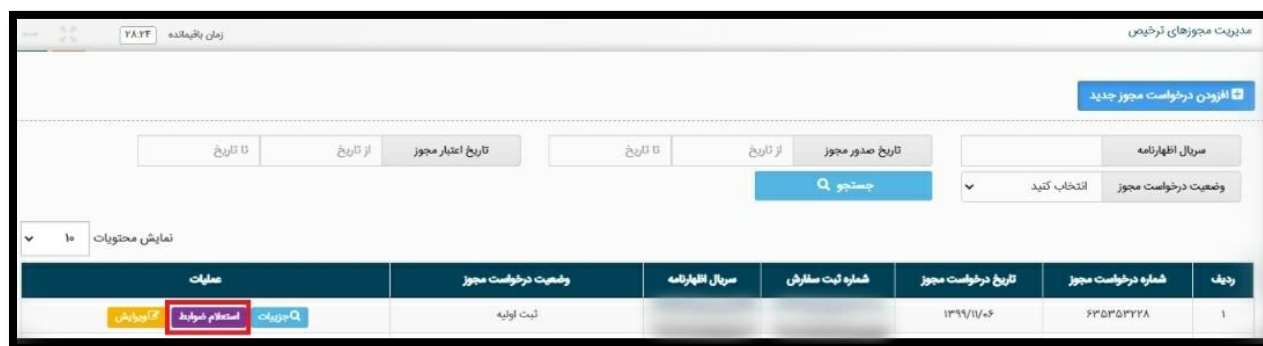 مدیریت مجوزهای ترخیص
زمان باقیمانده ۲۸:۲۴
افزودن درخواست مجوز جدید
سریال اظهارنامه تاریخ صدور مجوز از تاریخ تا تاریخ تاریخ اعتبار مجوز از تاریخ تا تاریخ
وضعیت درخواست مجوز انتخاب کنید جستجو
نمایش محتویات ۱۰
ردیف شماره درخواست مجوز تاریخ درخواست مجوز شماره ثبت سفارش سریال اظهارنامه وضعیت درخواست مجوز عملیات
۱ ۶۳۵۳۵۳۲۲۸ ۱۳۹۹/۱۱/۰۶ ثبت اولیه جزییات استعلام ضوابط ویرایش